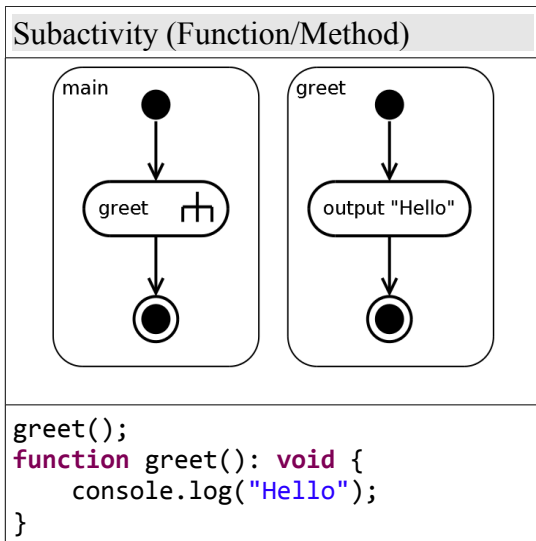 Subactivity (Function/Method)
main
greet
greet
output "Hello"
greet();
function greet(): void {
    console.log("Hello");
}